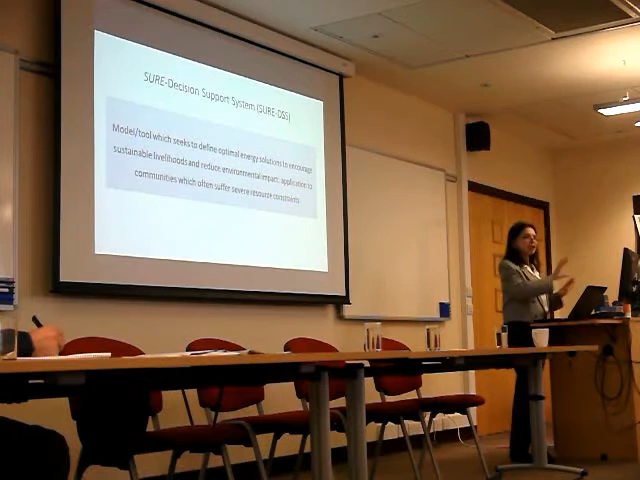 SURE-Decision Support System (SURE-DSS)
Model/tool which seeks to define optimal energy solutions to encourage
sustainable livelihoods and reduce environmental impact: application to
communities which often suffer severe resource constraints